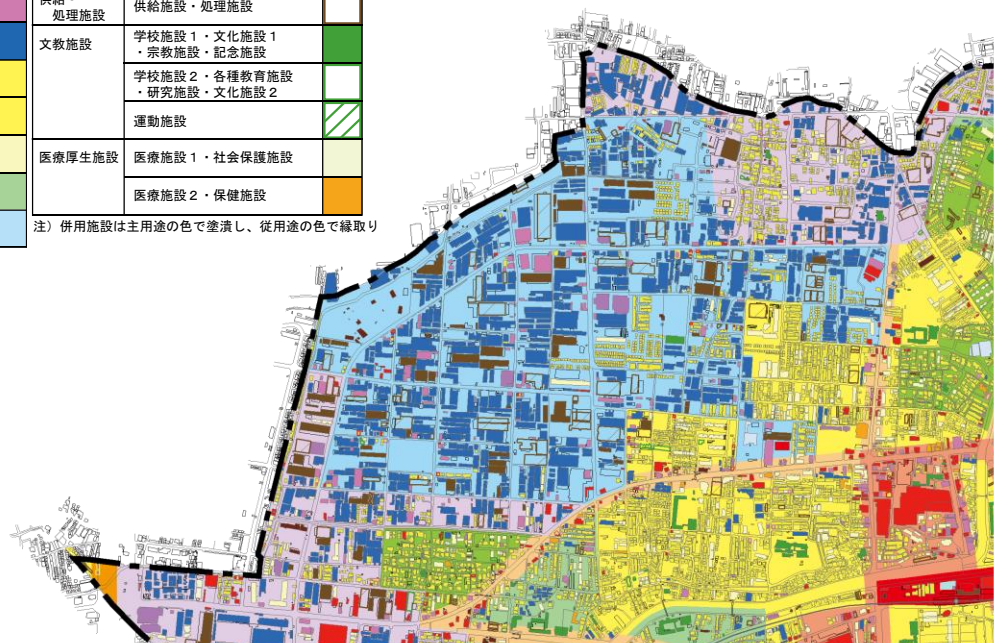 処理施設
供給施設・処理施設
文教施設
学校施設１・文化施設１
・宗教施設・記念施設
学校施設２・各種教育施設
・研究施設・文化施設２
運動施設
医療厚生施設
医療施設１・社会保護施設
医療施設２・保健施設
注）併用施設は主用途の色で塗潰し、従用途の色で縁取り